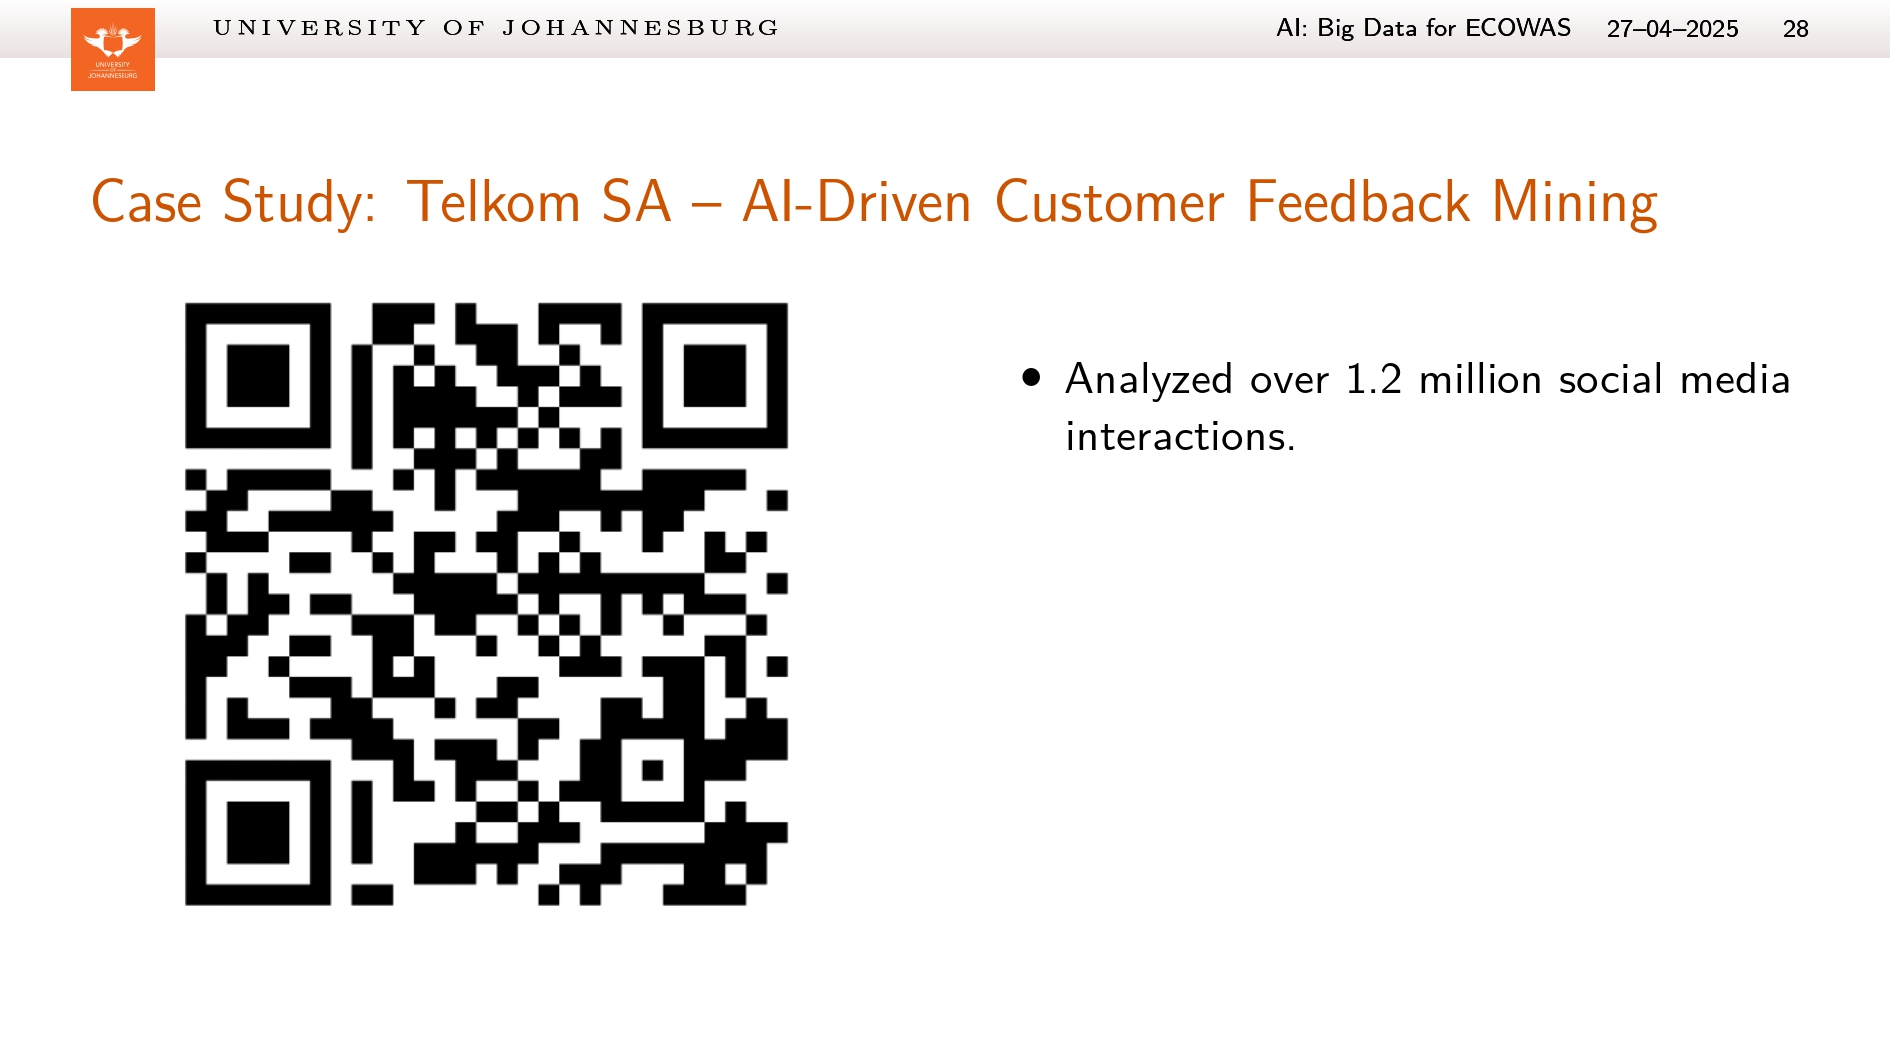 UNIVERSITY OF JOHANNESBURG
AI: Big Data for ECOWAS 27–04–2025 28
UNIVERSITY
OF
JOHANNESBURG
Case Study: Telkom SA – AI-Driven Customer Feedback Mining
• Analyzed over 1.2 million social media
interactions.